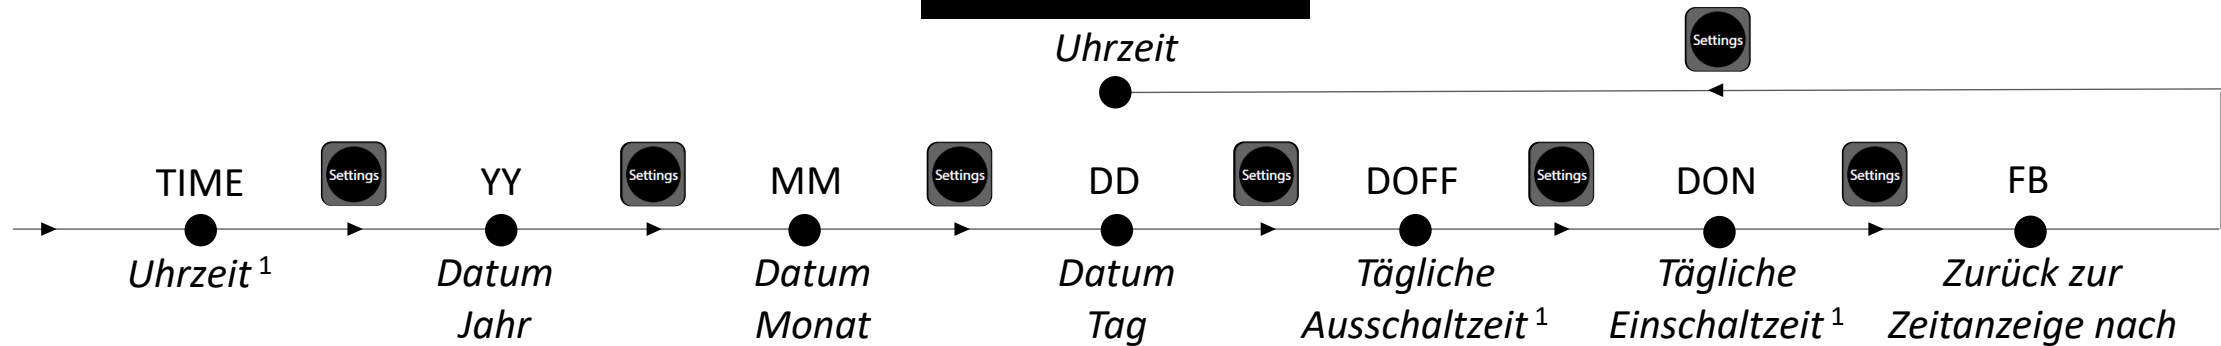 Uhrzeit
Settings
TIME Settings YY Settings MM Settings DD Settings DOFF Settings DON Settings FB
Uhrzeit 1 Datum Datum Datum Tägliche Tägliche Zurück zur
Jahr Monat Tag Ausschaltzeit 1 Einschaltzeit 1 Zeitanzeige nach